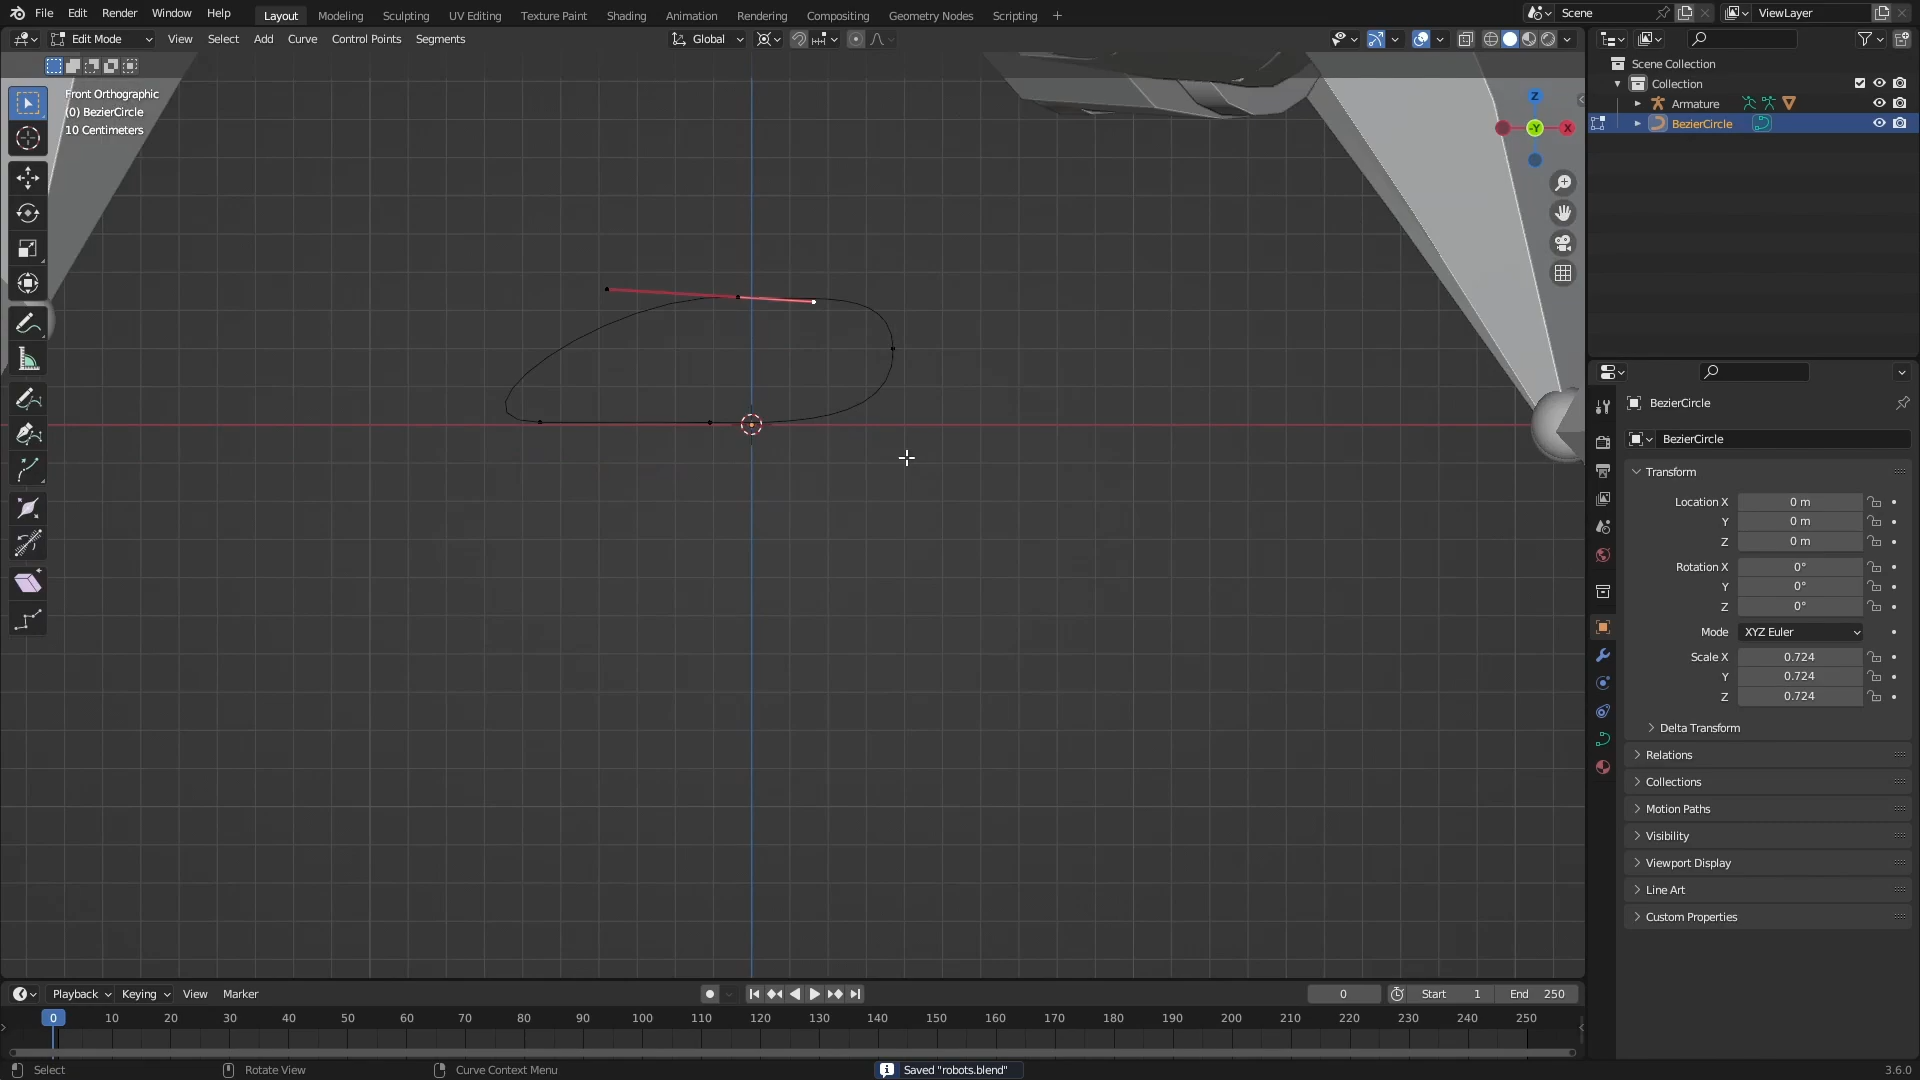 File Edit Render Window Help
Layout Modeling Sculpting UV Editing Texture Paint Shading Animation Rendering Compositing Geometry Nodes Scripting +
Scene
ViewLayer
Edit Mode View Select Add Curve Control Points Segments
Global
Front Orthographic
(0) BezierCircle
10 Centimeters
Z
-Y
X
Scene Collection
Collection
Armature
BezierCircle
BezierCircle
BezierCircle
Transform
Location X 0 m
Y 0 m
Z 0 m
Rotation X 0°
Y 0°
Z 0°
Mode XYZ Euler
Scale X 0.724
Y 0.724
Z 0.724
Delta Transform
Relations
Collections
Motion Paths
Visibility
Viewport Display
Line Art
Custom Properties
Playback Keying View Marker
0 Start 1 End 250
0 10 20 30 40 50 60 70 80 90 100 110 120 130 140 150 160 170 180 190 200 210 220 230 240 250
Select Rotate View Curve Context Menu Saved "robots.blend" 3.6.0